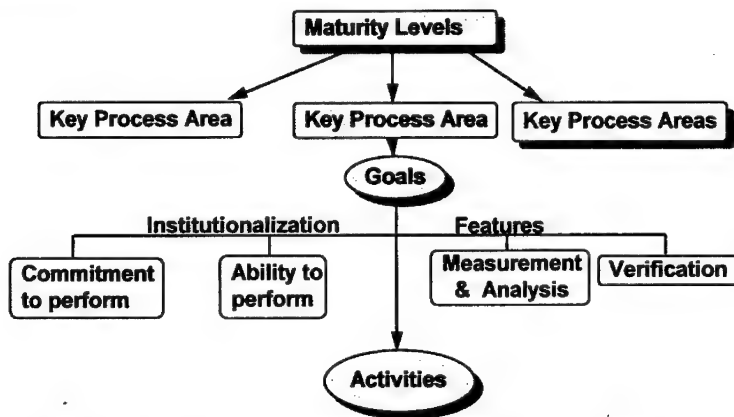 Maturity Levels
Key Process Area
Key Process Area
Key Process Areas
Goals
Institutionalization
Features
Commitment
to perform
Ability to
perform
Measurement
& Analysis
Verification
Activities